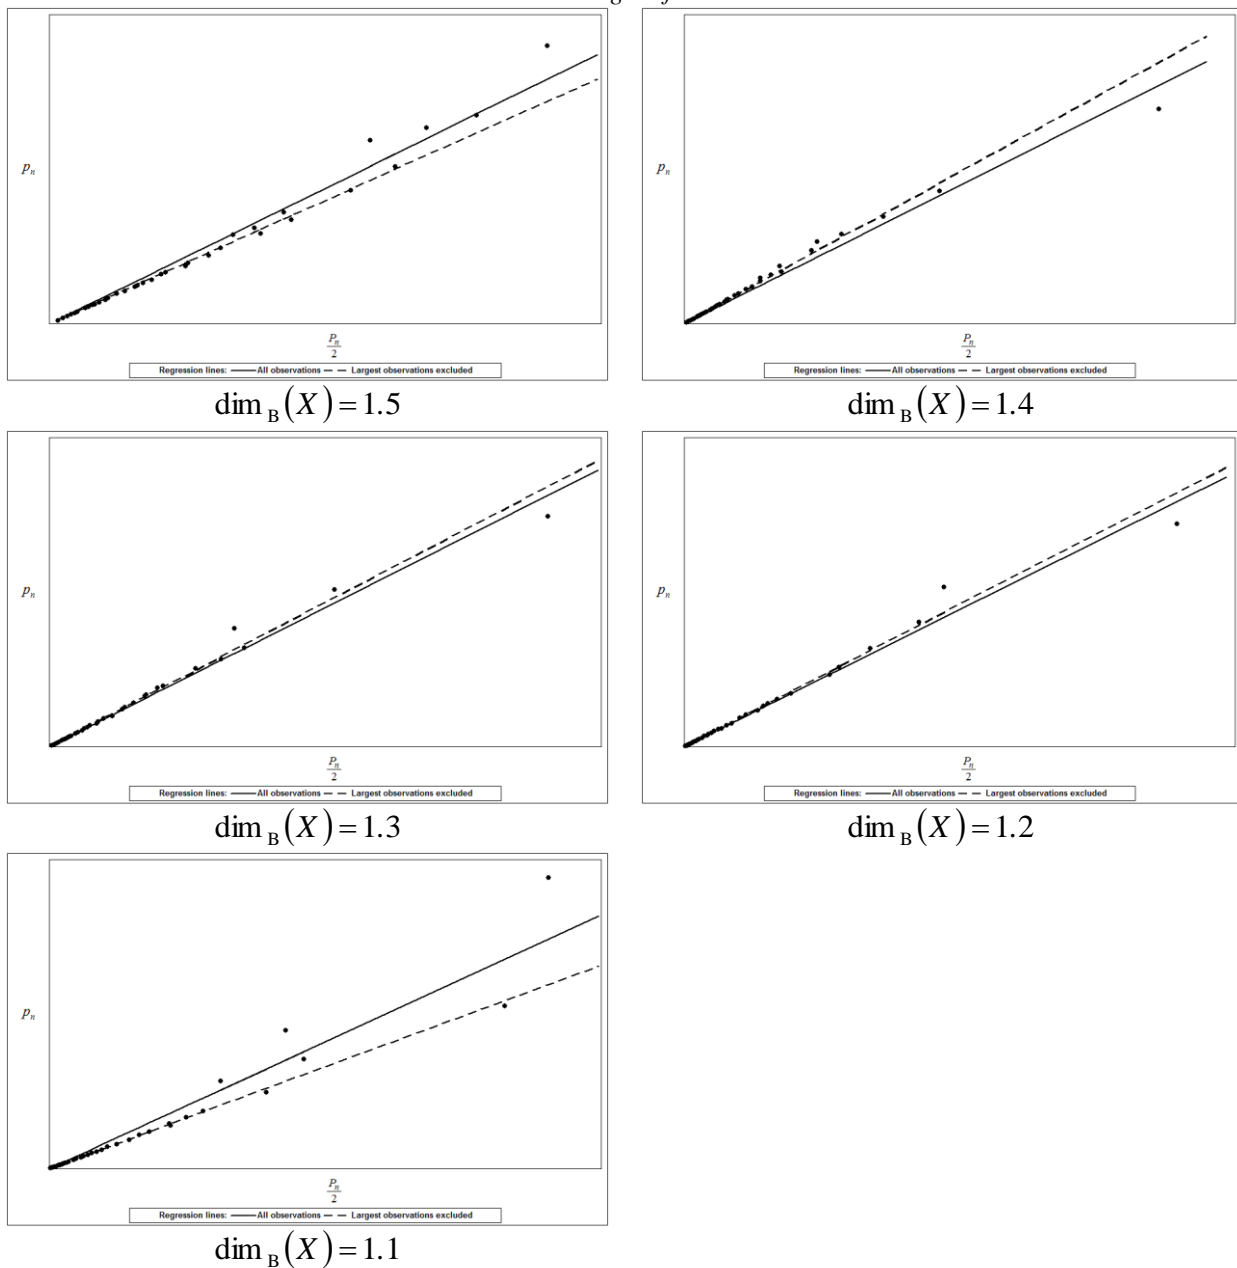 p_n
P_n/2
Regression lines: —— All observations — — Largest observations excluded
dim_B(X) = 1.5
p_n
P_n/2
Regression lines: —— All observations — — Largest observations excluded
dim_B(X) = 1.4
p_n
P_n/2
Regression lines: —— All observations — — Largest observations excluded
dim_B(X) = 1.3
p_n
P_n/2
Regression lines: —— All observations — — Largest observations excluded
dim_B(X) = 1.2
p_n
P_n/2
Regression lines: —— All observations — — Largest observations excluded
dim_B(X) = 1.1